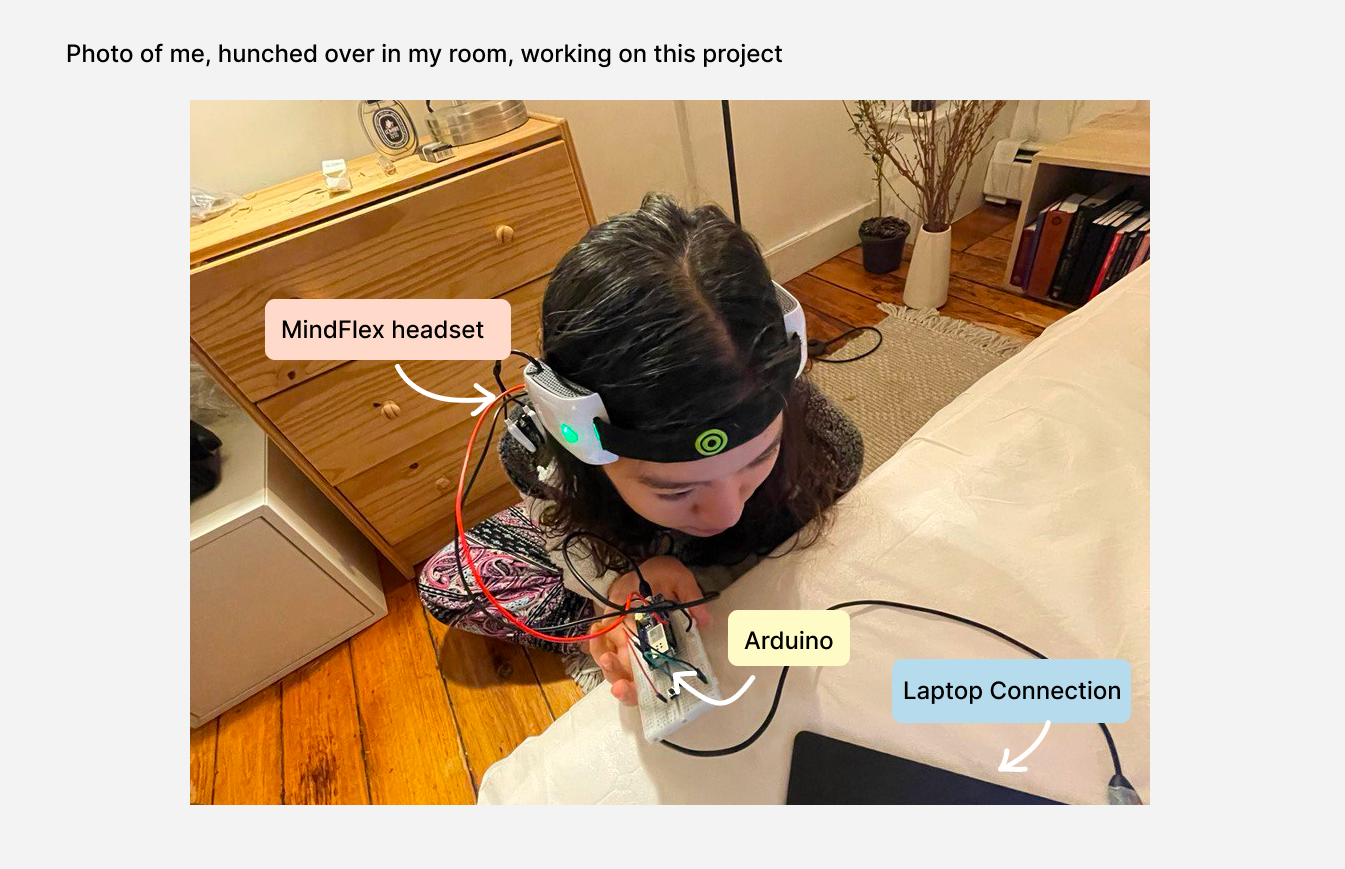 Photo of me, hunched over in my room, working on this project
MindFlex headset
Arduino
Laptop Connection